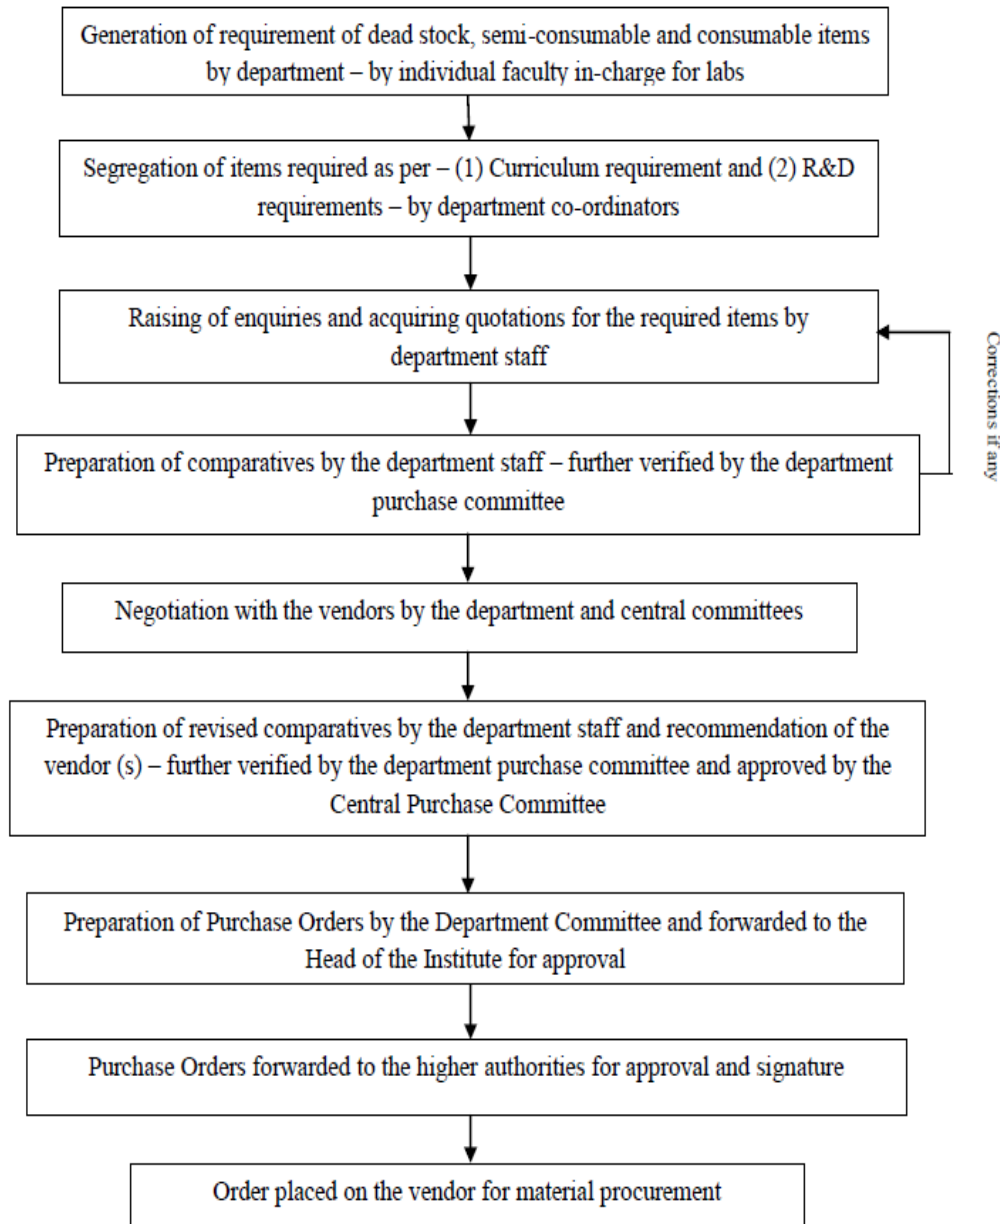 Generation of requirement of dead stock, semi-consumable and consumable items
by department – by individual faculty in-charge for labs
Segregation of items required as per – (1) Curriculum requirement and (2) R&D
requirements – by department co-ordinators
Raising of enquiries and acquiring quotations for the required items by
department staff
Corrections if any
Preparation of comparatives by the department staff – further verified by the department
purchase committee
Negotiation with the vendors by the department and central committees
Preparation of revised comparatives by the department staff and recommendation of the
vendor (s) – further verified by the department purchase committee and approved by the
Central Purchase Committee
Preparation of Purchase Orders by the Department Committee and forwarded to the
Head of the Institute for approval
Purchase Orders forwarded to the higher authorities for approval and signature
Order placed on the vendor for material procurement